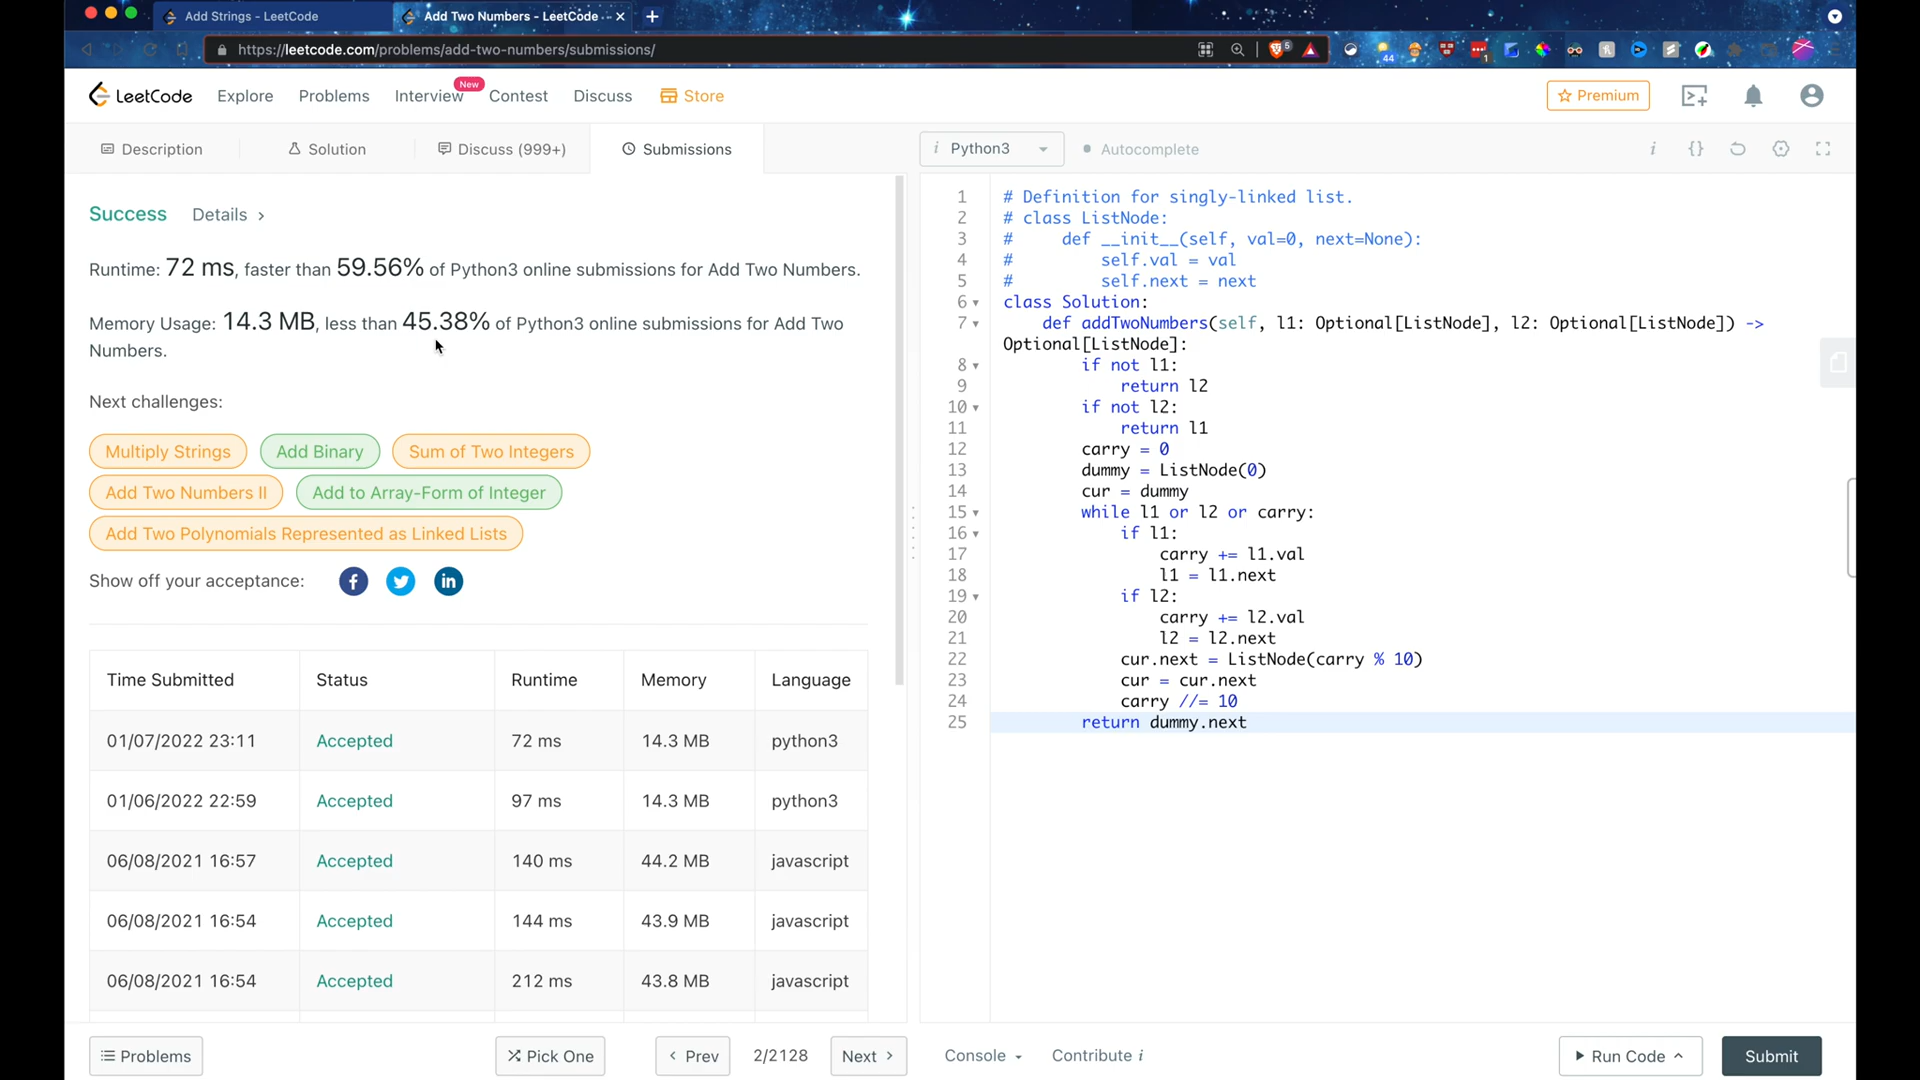 Add Strings - LeetCode
Add Two Numbers - LeetCode
https://leetcode.com/problems/add-two-numbers/submissions/
5
44
1
LeetCode
Explore
Problems
Interview
New
Contest
Discuss
Store
Premium
Description
Solution
Discuss (999+)
Submissions
i Python3
Autocomplete
i {}
Success
Details
Runtime: 72 ms, faster than 59.56% of Python3 online submissions for Add Two Numbers.
Memory Usage: 14.3 MB, less than 45.38% of Python3 online submissions for Add Two
Numbers.
Next challenges:
Multiply Strings
Add Binary
Sum of Two Integers
Add Two Numbers II
Add to Array-Form of Integer
Add Two Polynomials Represented as Linked Lists
Show off your acceptance:
Time Submitted Status Runtime Memory Language
01/07/2022 23:11 Accepted 72 ms 14.3 MB python3
01/06/2022 22:59 Accepted 97 ms 14.3 MB python3
06/08/2021 16:57 Accepted 140 ms 44.2 MB javascript
06/08/2021 16:54 Accepted 144 ms 43.9 MB javascript
06/08/2021 16:54 Accepted 212 ms 43.8 MB javascript
1 # Definition for singly-linked list.
2 # class ListNode:
3 #     def __init__(self, val=0, next=None):
4 #         self.val = val
5 #         self.next = next
6 class Solution:
7     def addTwoNumbers(self, l1: Optional[ListNode], l2: Optional[ListNode]) ->
Optional[ListNode]:
8         if not l1:
9             return l2
10         if not l2:
11             return l1
12         carry = 0
13         dummy = ListNode(0)
14         cur = dummy
15         while l1 or l2 or carry:
16             if l1:
17                 carry += l1.val
18                 l1 = l1.next
19             if l2:
20                 carry += l2.val
21                 l2 = l2.next
22             cur.next = ListNode(carry % 10)
23             cur = cur.next
24             carry //= 10
25         return dummy.next
Problems
Pick One
Prev
2/2128
Next
Console
Contribute i
Run Code
Submit